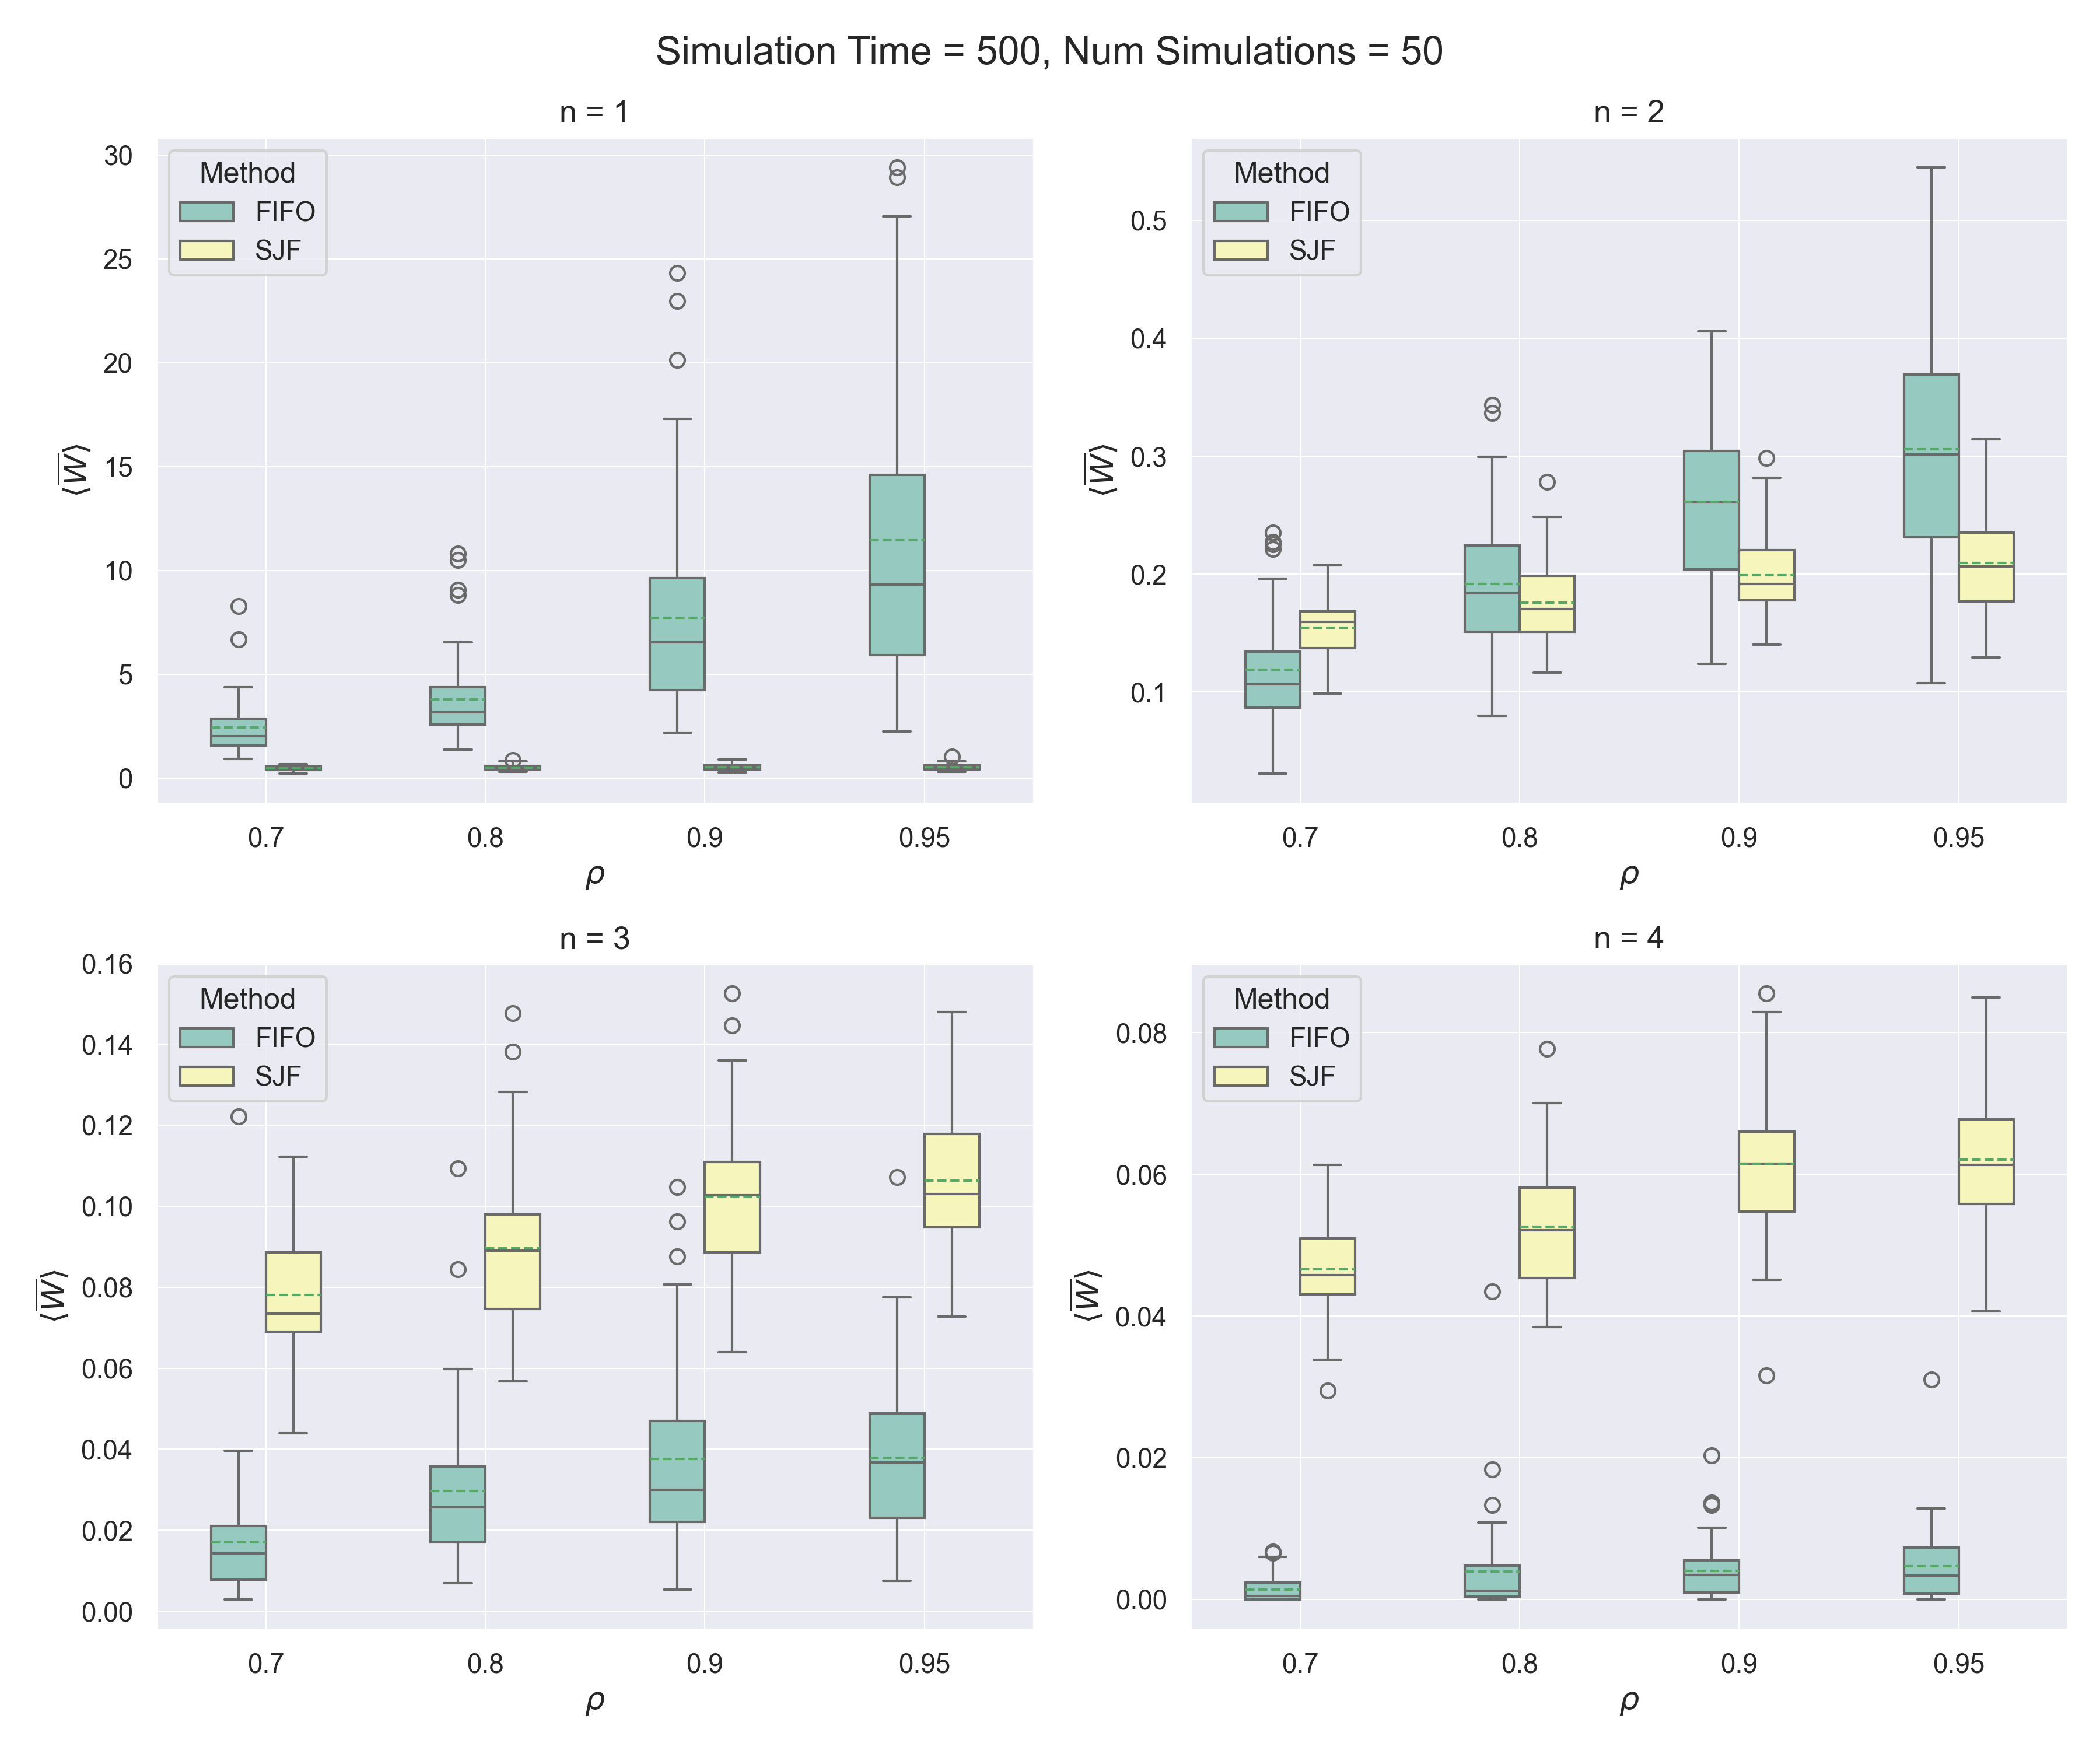 Simulation Time = 500, Num Simulations = 50
n = 1
Method
FIFO
SJF
30
25
20
15
10
5
0
⟨W̅⟩
0.7 0.8 0.9 0.95
ρ
n = 2
Method
FIFO
SJF
0.5
0.4
0.3
0.2
0.1
⟨W̅⟩
0.7 0.8 0.9 0.95
ρ
n = 3
Method
FIFO
SJF
0.16
0.14
0.12
0.10
0.08
0.06
0.04
0.02
0.00
⟨W̅⟩
0.7 0.8 0.9 0.95
ρ
n = 4
Method
FIFO
SJF
0.08
0.06
0.04
0.02
0.00
⟨W̅⟩
0.7 0.8 0.9 0.95
ρ